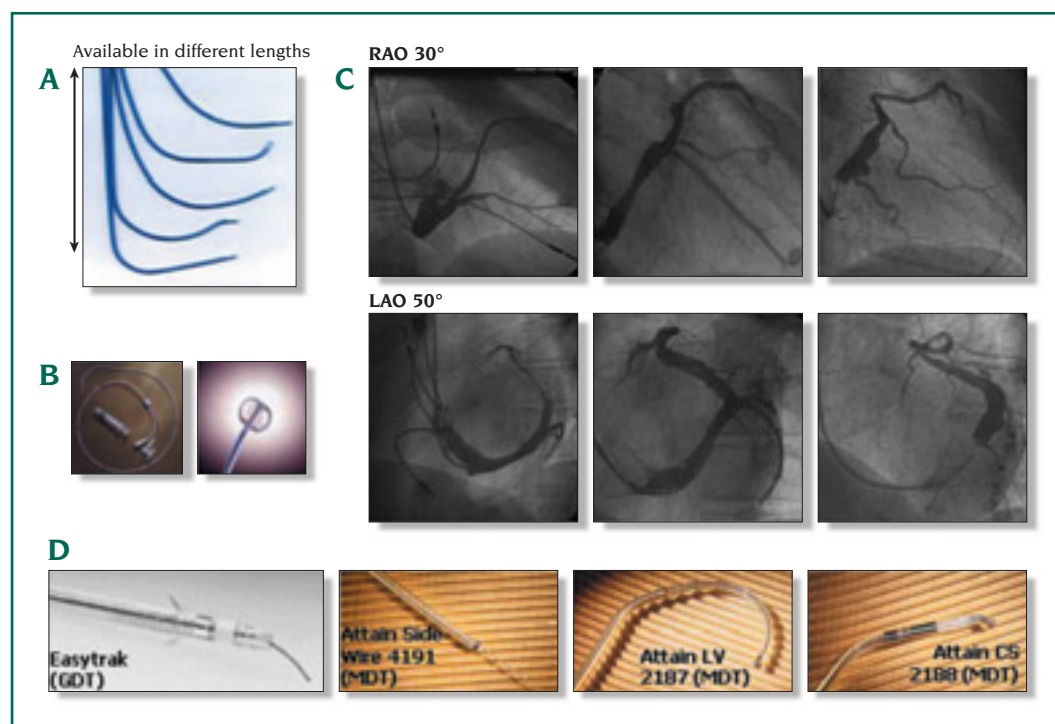 Available in different lengths
A
B
RAO 30°
C
LAO 50°
D
Easytrak
(GDT)
Attain Side
Wire 4191
(MDT)
Attain LV
2187 (MDT)
Attain CS
2188 (MDT)